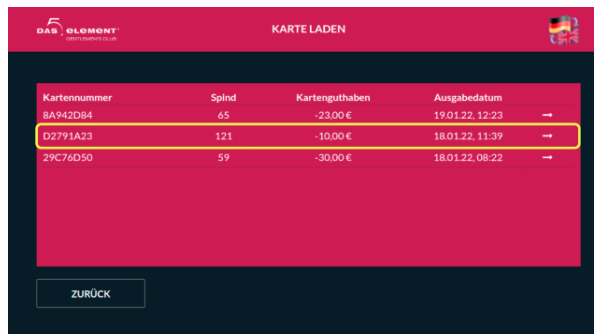 DAS 5 ELEMENT
GENTLEMEN'S CLUB
KARTE LADEN
Kartennummer Spind Kartenguthaben Ausgabedatum
8A942D84 65 -23,00 € 19.01.22, 12:23 →
D2791A23 121 -10,00 € 18.01.22, 11:39 →
29C76D50 59 -30,00 € 18.01.22, 08:22 →
ZURÜCK